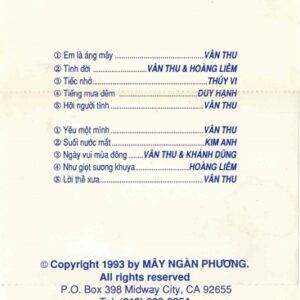 ① Em là áng mây VÂN THU
② Tình đời VÂN THU & HOÀNG LIÊM
③ Tiếc nhớ THÚY VI
④ Tiếng mưa đêm DUY HẠNH
⑤ Hỡi người tình VÂN THU
① Yêu một mình VÂN THU
② Suối nước mắt KIM ANH
③ Ngày vui mùa đông VÂN THU & KHÁNH DŨNG
④ Như giọt sương khuya HOÀNG LIÊM
⑤ Lời thề xưa VÂN THU
© Copyright 1993 by MÂY NGÀN PHƯƠNG.
All rights reserved
P.O. Box 398 Midway City, CA 92655